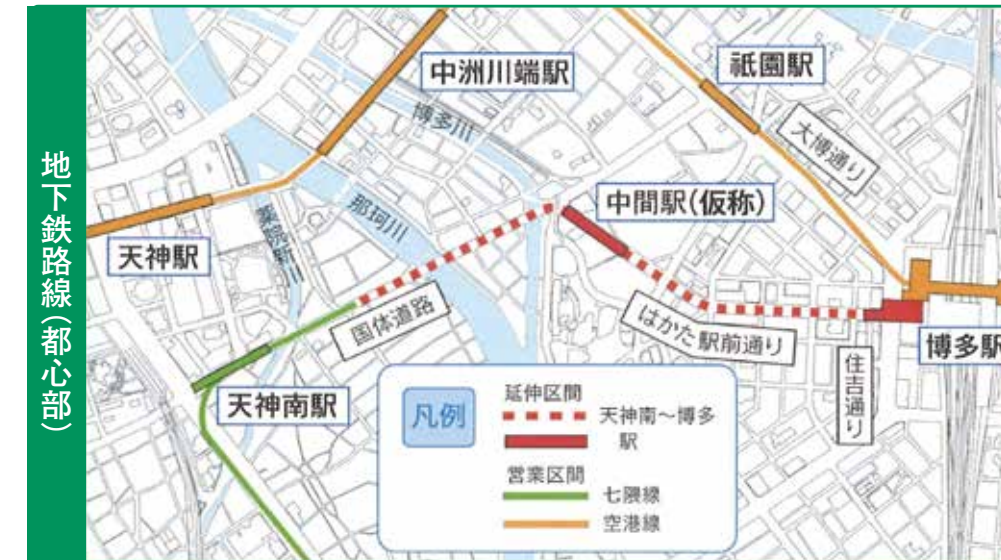 地下鉄路線(都心部)
中洲川端駅
祇園駅
博多川
大博通り
中間駅(仮称)
那珂川
天神駅
薬院新川
国体道路
はかた駅前通り
博多駅
天神南駅
住吉通り
凡例
延伸区間
天神南〜博多
駅
営業区間
七隈線
空港線